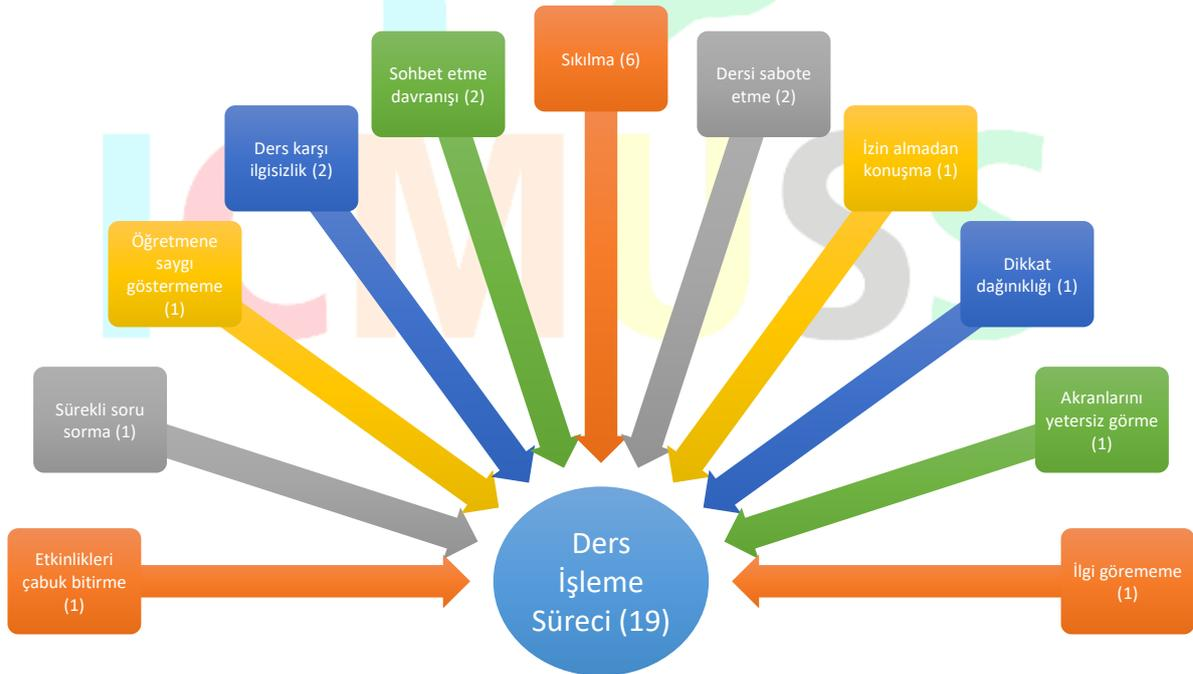 Etkinlikleri
çabuk bitirme
(1)
Sürekli soru
sorma (1)
Öğretmene
saygı
göstermeme
(1)
Ders karşı
ilgisizlik (2)
Sohbet etme
davranışı (2)
Sıkılma (6)
Dersi sabote
etme (2)
İzin almadan
konuşma (1)
Dikkat
dağınıklığı (1)
Akranlarını
yetersiz görme
(1)
İlgi görememe
(1)
Ders
İşleme
Süreci (19)
ICMUSS